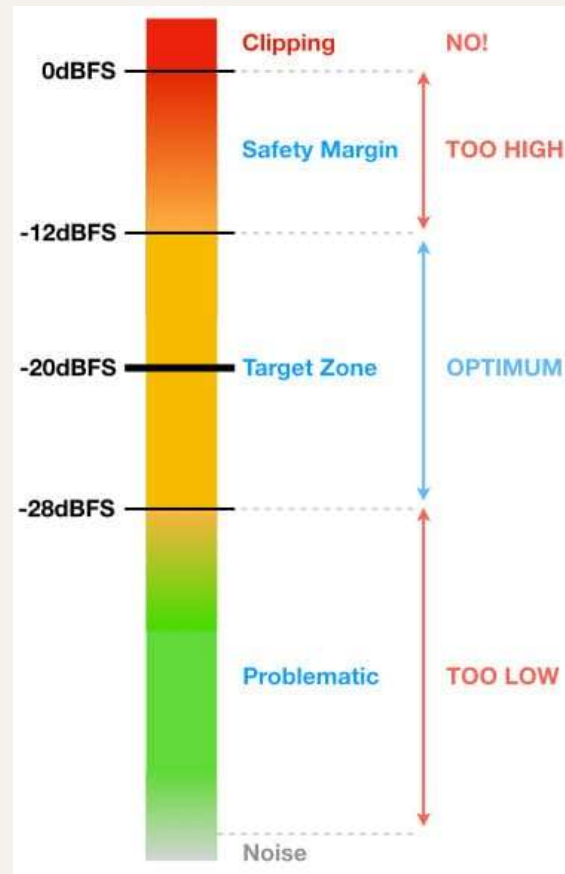 Clipping NO!
0dBFS
Safety Margin TOO HIGH
-12dBFS
-20dBFS Target Zone OPTIMUM
-28dBFS
Problematic TOO LOW
Noise